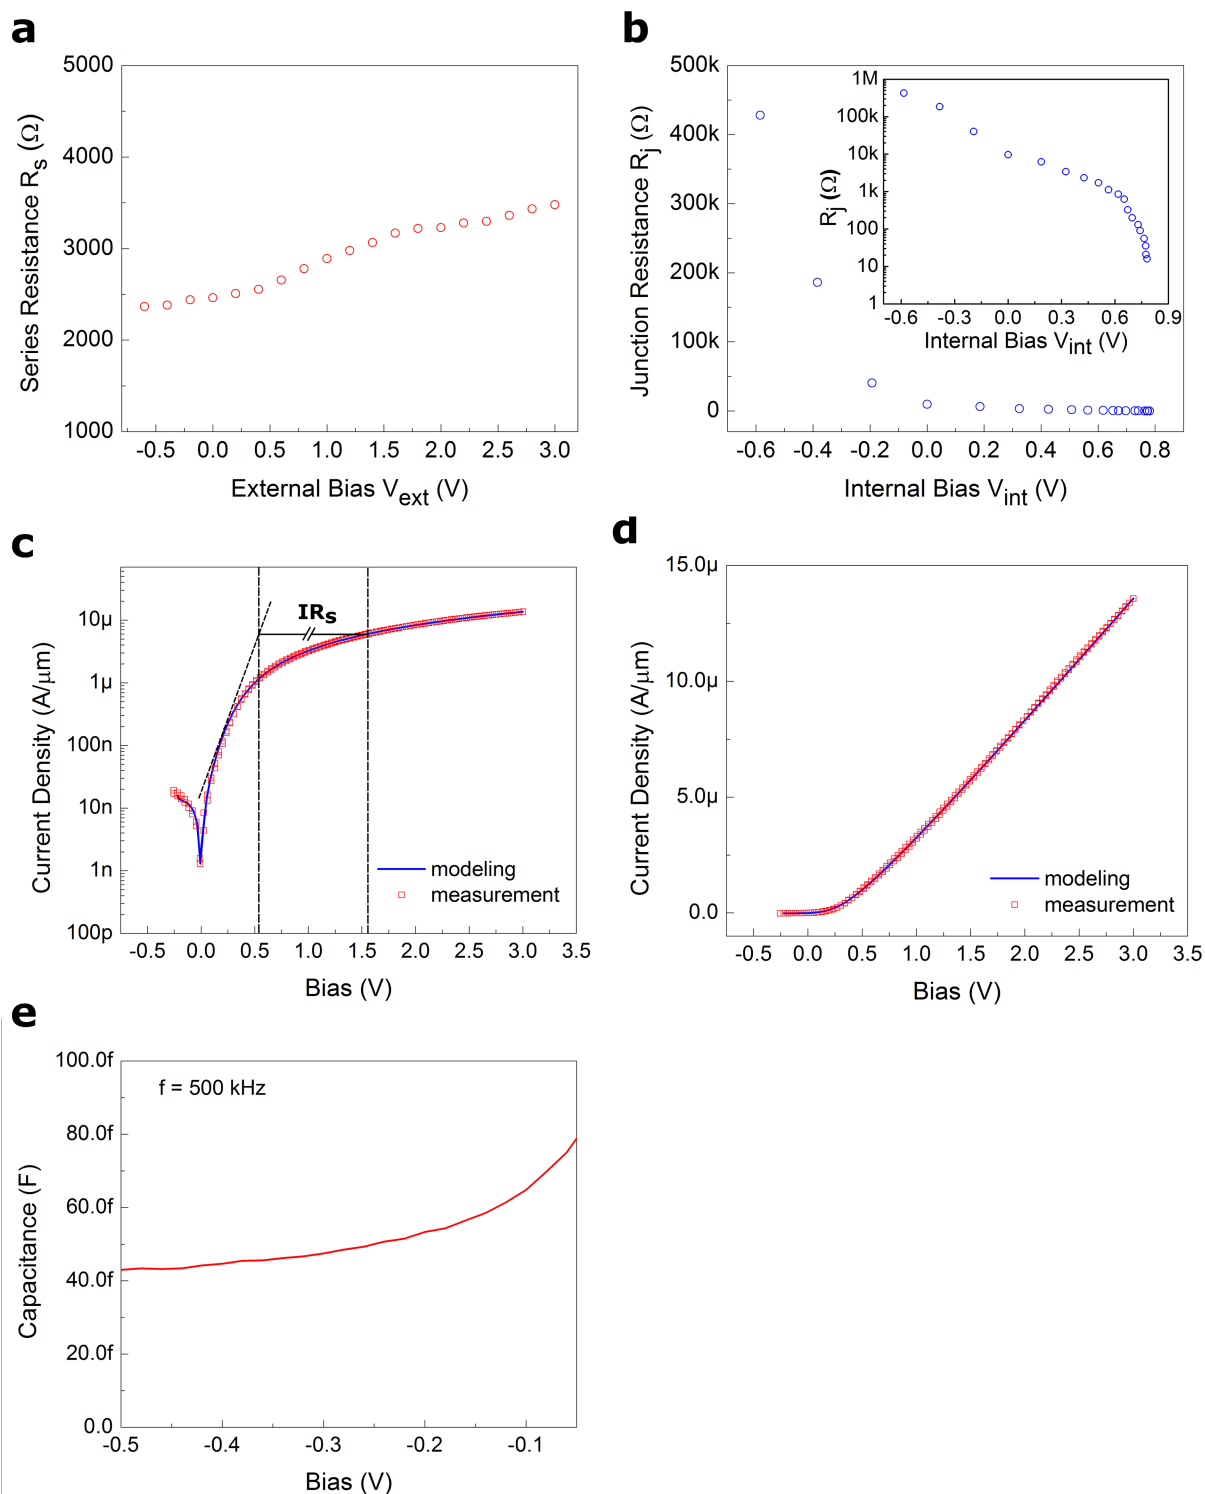 a
5000
4000
3000
2000
1000
Series Resistance Rs (Ω)
-0.5 0.0 0.5 1.0 1.5 2.0 2.5 3.0
External Bias Vext (V)
b
500k
400k
300k
200k
100k
0
Junction Resistance Rj (Ω)
-0.6 -0.4 -0.2 0.0 0.2 0.4 0.6 0.8
Internal Bias Vint (V)
1M
100k
10k
1k
100
10
1
Rj (Ω)
-0.6 -0.3 0.0 0.3 0.6 0.9
Internal Bias Vint (V)
c
10µ
1µ
100n
10n
1n
100p
Current Density (A/µm)
IRs
modeling
measurement
-0.5 0.0 0.5 1.0 1.5 2.0 2.5 3.0 3.5
Bias (V)
d
15.0µ
10.0µ
5.0µ
0.0
Current Density (A/µm)
modeling
measurement
-0.5 0.0 0.5 1.0 1.5 2.0 2.5 3.0 3.5
Bias (V)
e
100.0f
80.0f
60.0f
40.0f
20.0f
0.0
Capacitance (F)
f = 500 kHz
-0.5 -0.4 -0.3 -0.2 -0.1
Bias (V)